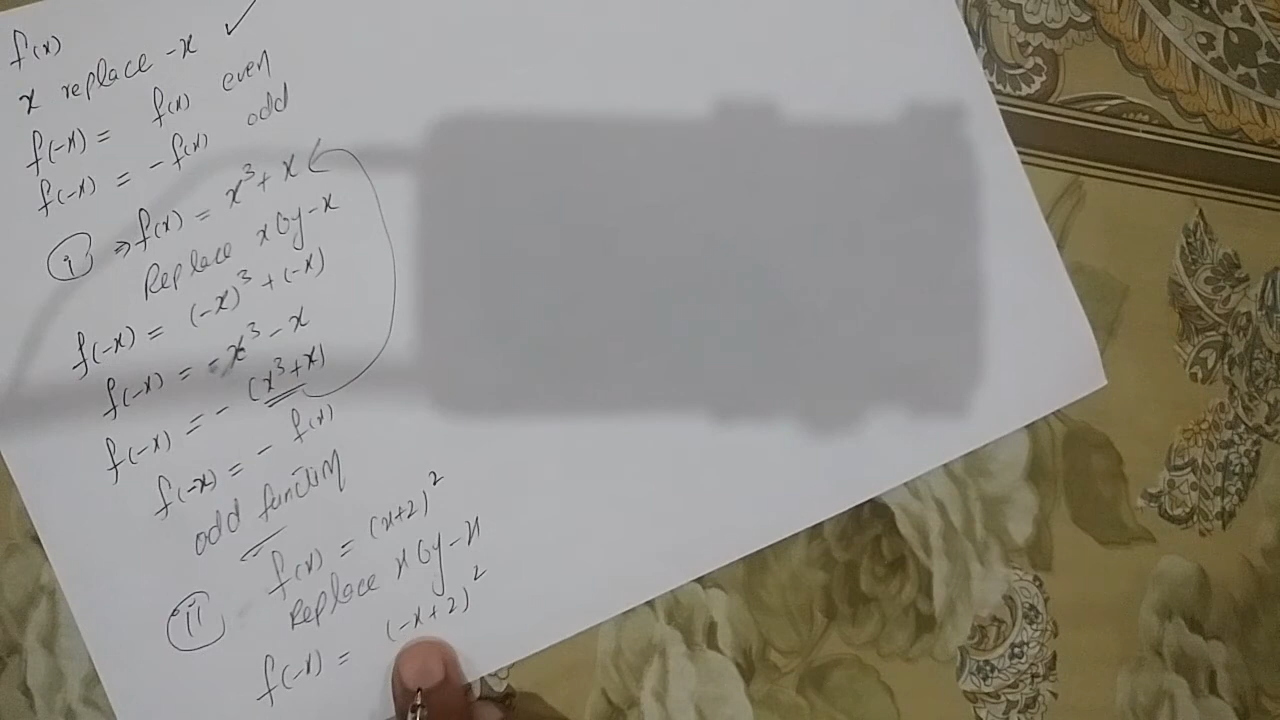 f(x)
x replace -x ✓
f(-x) = f(x) even
f(-x) = -f(x) odd
(i) ⇒ f(x) = x³ + x
Replace x by -x
f(-x) = (-x)³ + (-x)
f(-x) = -x³ - x
f(-x) = - (x³ + x)
f(-x) = - f(x)
odd function
(ii) f(x) = (x+2)²
Replace x by -x
f(-x) = (-x+2)²